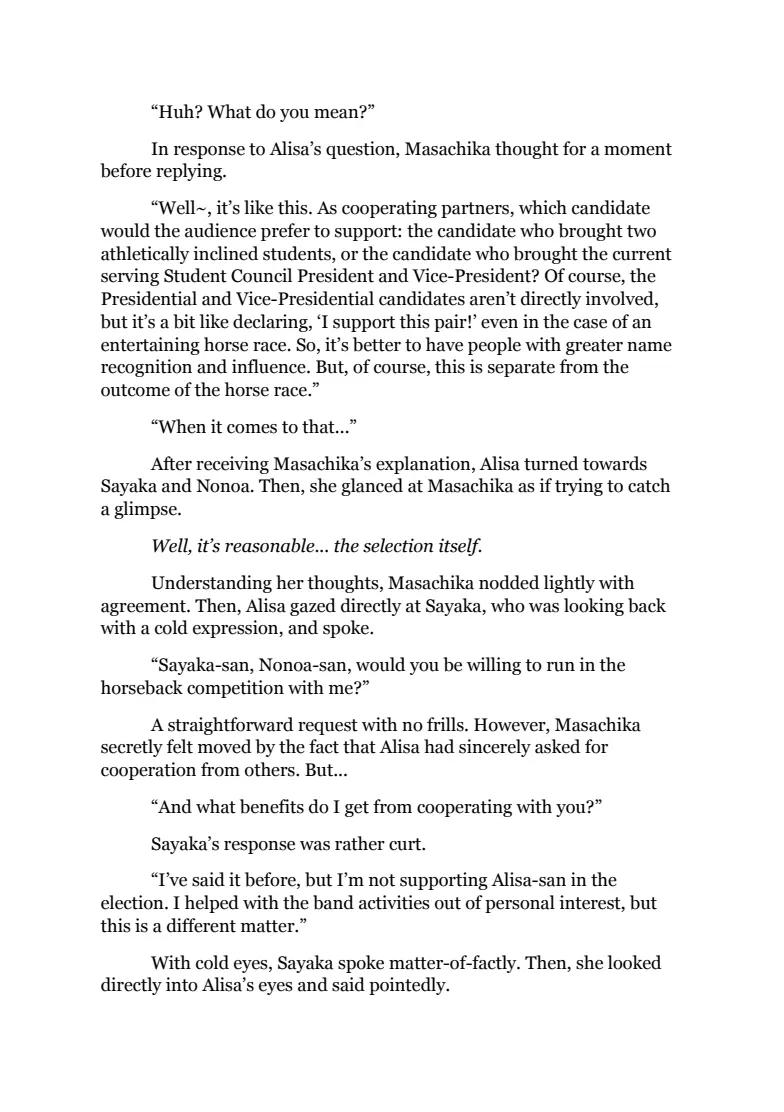 “Huh? What do you mean?”
In response to Alisa’s question, Masachika thought for a moment
before replying.
“Well~, it’s like this. As cooperating partners, which candidate
would the audience prefer to support: the candidate who brought two
athletically inclined students, or the candidate who brought the current
serving Student Council President and Vice-President? Of course, the
Presidential and Vice-Presidential candidates aren’t directly involved,
but it’s a bit like declaring, ‘I support this pair!’ even in the case of an
entertaining horse race. So, it’s better to have people with greater name
recognition and influence. But, of course, this is separate from the
outcome of the horse race.”
“When it comes to that...”
After receiving Masachika’s explanation, Alisa turned towards
Sayaka and Nonoa. Then, she glanced at Masachika as if trying to catch
a glimpse.
Well, it’s reasonable... the selection itself.
Understanding her thoughts, Masachika nodded lightly with
agreement. Then, Alisa gazed directly at Sayaka, who was looking back
with a cold expression, and spoke.
“Sayaka-san, Nonoa-san, would you be willing to run in the
horseback competition with me?”
A straightforward request with no frills. However, Masachika
secretly felt moved by the fact that Alisa had sincerely asked for
cooperation from others. But...
“And what benefits do I get from cooperating with you?”
Sayaka’s response was rather curt.
“I’ve said it before, but I’m not supporting Alisa-san in the
election. I helped with the band activities out of personal interest, but
this is a different matter.”
With cold eyes, Sayaka spoke matter-of-factly. Then, she looked
directly into Alisa’s eyes and said pointedly.